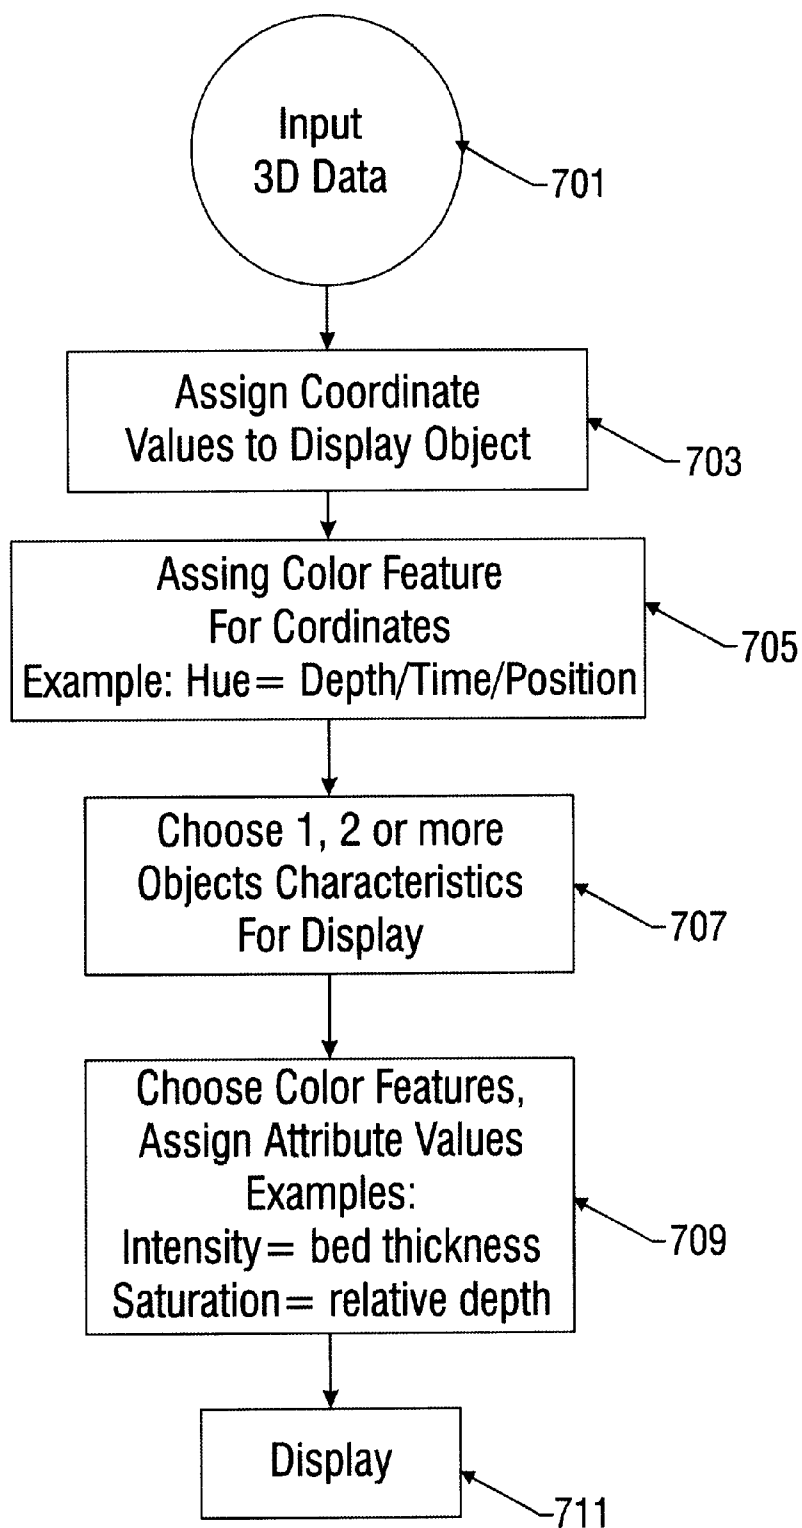 Input
3D Data
701
Assign Coordinate
Values to Display Object
703
Assing Color Feature
For Cordinates
Example: Hue= Depth/Time/Position
705
Choose 1, 2 or more
Objects Characteristics
For Display
707
Choose Color Features,
Assign Attribute Values
Examples:
Intensity= bed thickness
Saturation= relative depth
709
Display
711